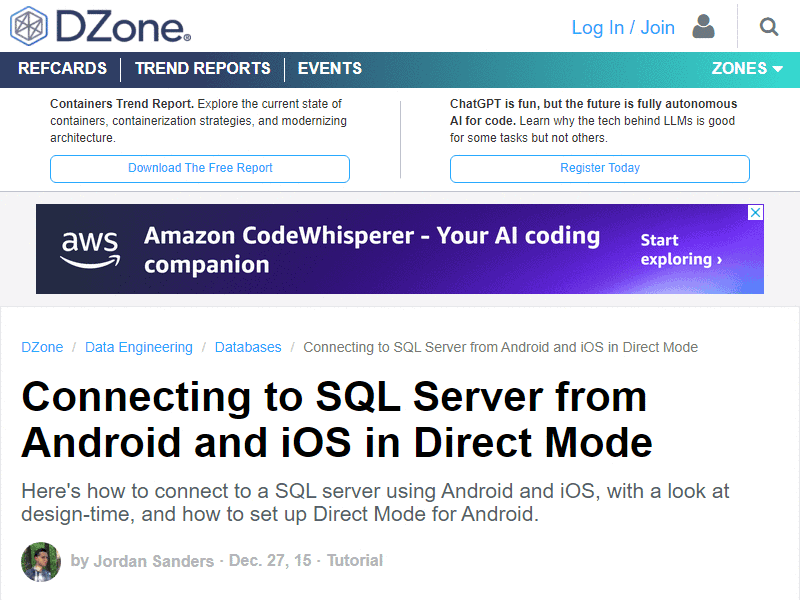 DZone®
Log In / Join
REFCARDS
TREND REPORTS
EVENTS
ZONES
Containers Trend Report. Explore the current state of
containers, containerization strategies, and modernizing
architecture.
Download The Free Report
ChatGPT is fun, but the future is fully autonomous
AI for code. Learn why the tech behind LLMs is good
for some tasks but not others.
Register Today
aws
Amazon CodeWhisperer - Your AI coding
companion
Start
exploring ›
DZone / Data Engineering / Databases / Connecting to SQL Server from Android and iOS in Direct Mode
Connecting to SQL Server from
Android and iOS in Direct Mode
Here's how to connect to a SQL server using Android and iOS, with a look at
design-time, and how to set up Direct Mode for Android.
by Jordan Sanders · Dec. 27, 15 · Tutorial